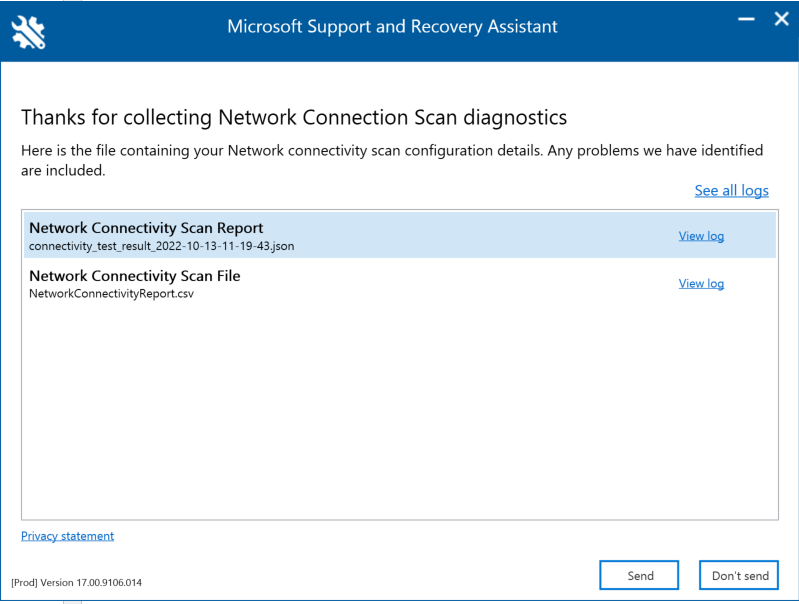 Microsoft Support and Recovery Assistant
Thanks for collecting Network Connection Scan diagnostics
Here is the file containing your Network connectivity scan configuration details. Any problems we have identified
are included.
See all logs
Network Connectivity Scan Report
connectivity_test_result_2022-10-13-11-19-43.json
View log
Network Connectivity Scan File
NetworkConnectivityReport.csv
View log
Privacy statement
[Prod] Version 17.00.9106.014
Send
Don't send